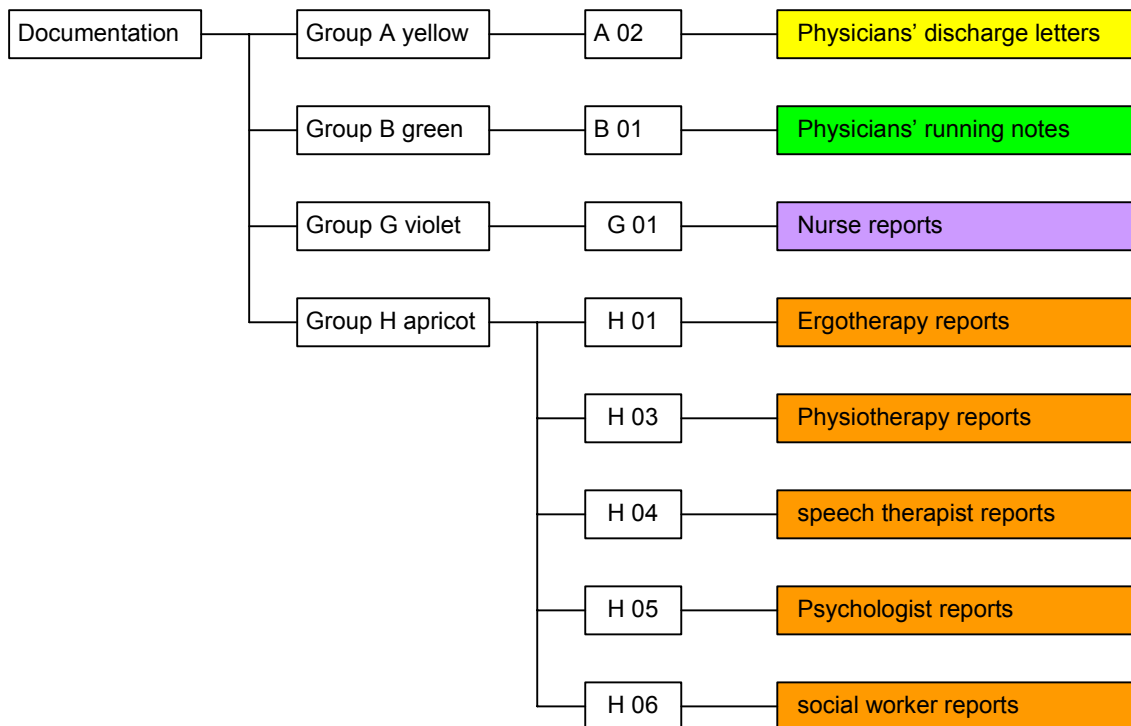 Documentation
Group A yellow
A 02
Physicians’ discharge letters
Group B green
B 01
Physicians’ running notes
Group G violet
G 01
Nurse reports
Group H apricot
H 01
Ergotherapy reports
H 03
Physiotherapy reports
H 04
speech therapist reports
H 05
Psychologist reports
H 06
social worker reports